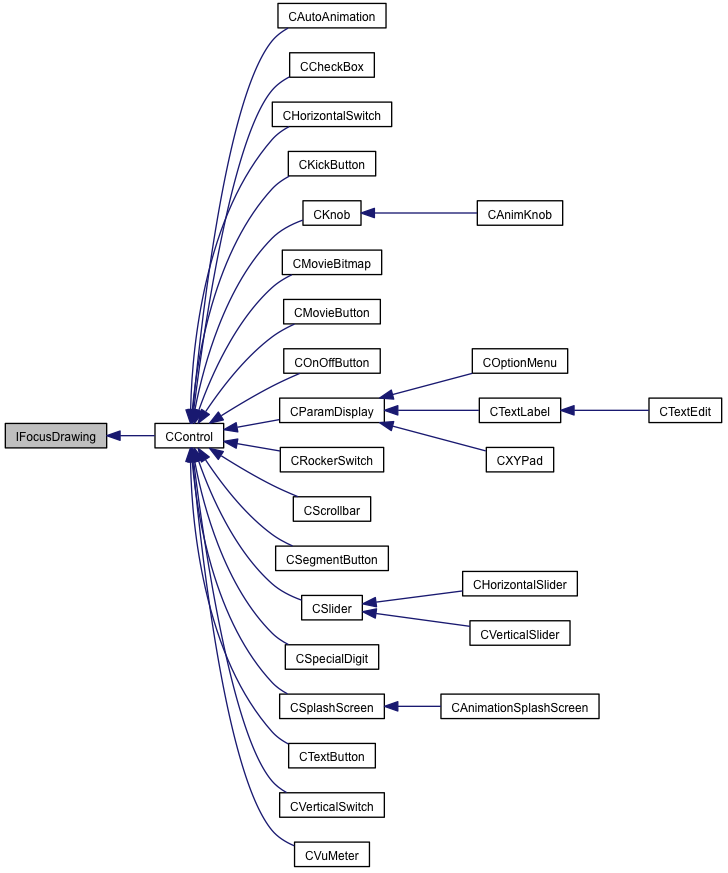 CAutoAnimation
CCheckBox
CHorizontalSwitch
CKickButton
CKnob
CAnimKnob
CMovieBitmap
CMovieButton
COnOffButton
COptionMenu
CParamDisplay
CTextLabel
CTextEdit
IFocusDrawing
CControl
CRockerSwitch
CXYPad
CScrollbar
CSegmentButton
CHorizontalSlider
CSlider
CVerticalSlider
CSpecialDigit
CSplashScreen
CAnimationSplashScreen
CTextButton
CVerticalSwitch
CVuMeter